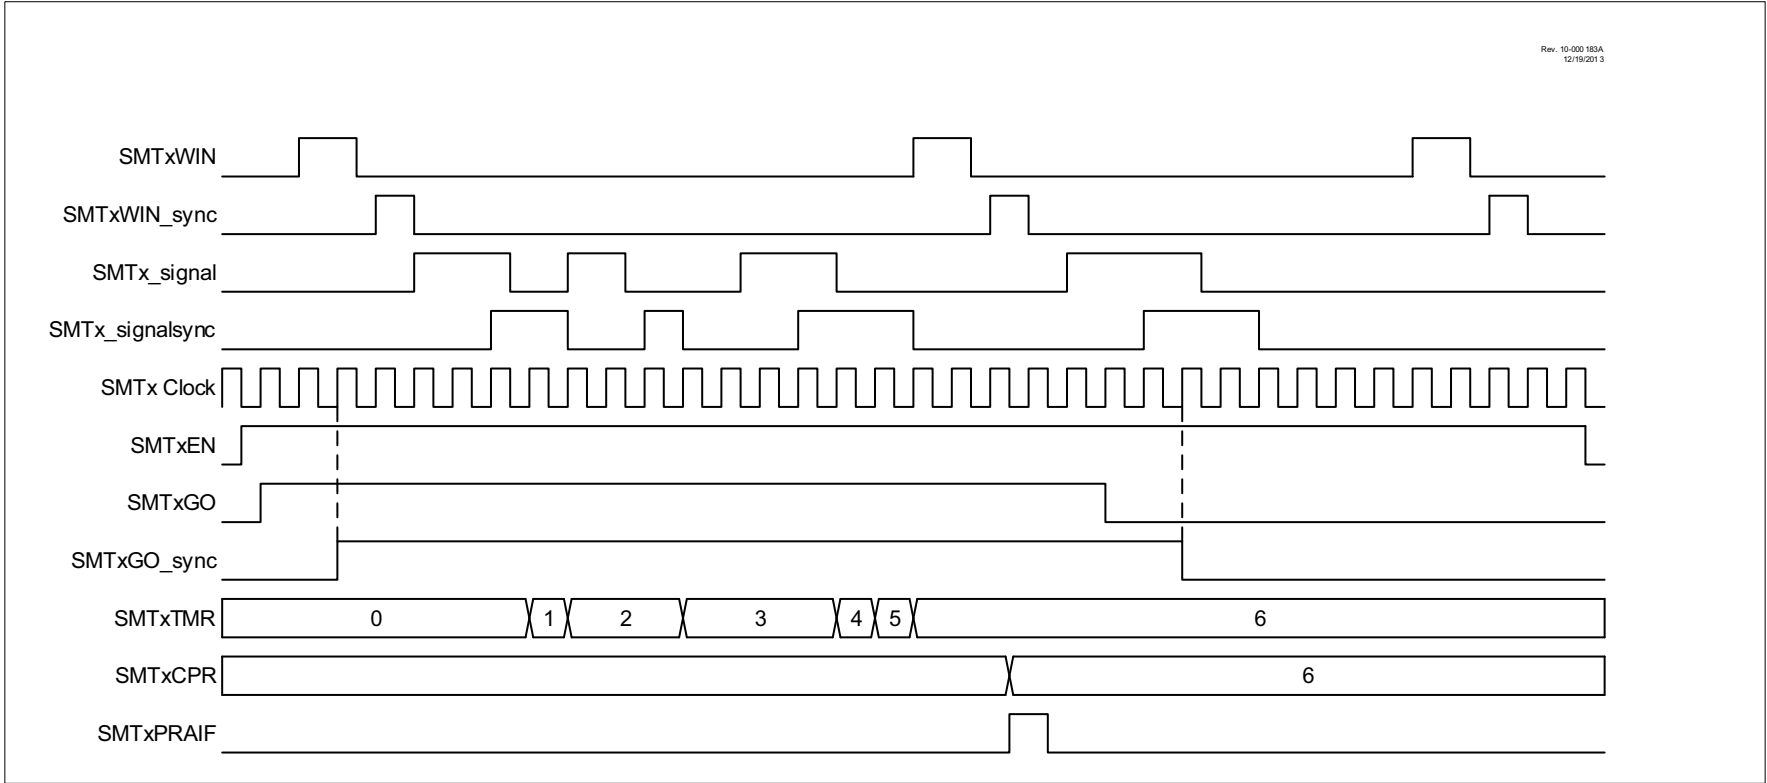 Rev. 10-000 183A
12/19/201 3
SMTxWIN
SMTxWIN_sync
SMTx_signal
SMTx_signalsync
SMTx Clock
SMTxEN
SMTxGO
SMTxGO_sync
SMTxTMR 0 1 2 3 4 5 6
SMTxCPR 6
SMTxPRAIF